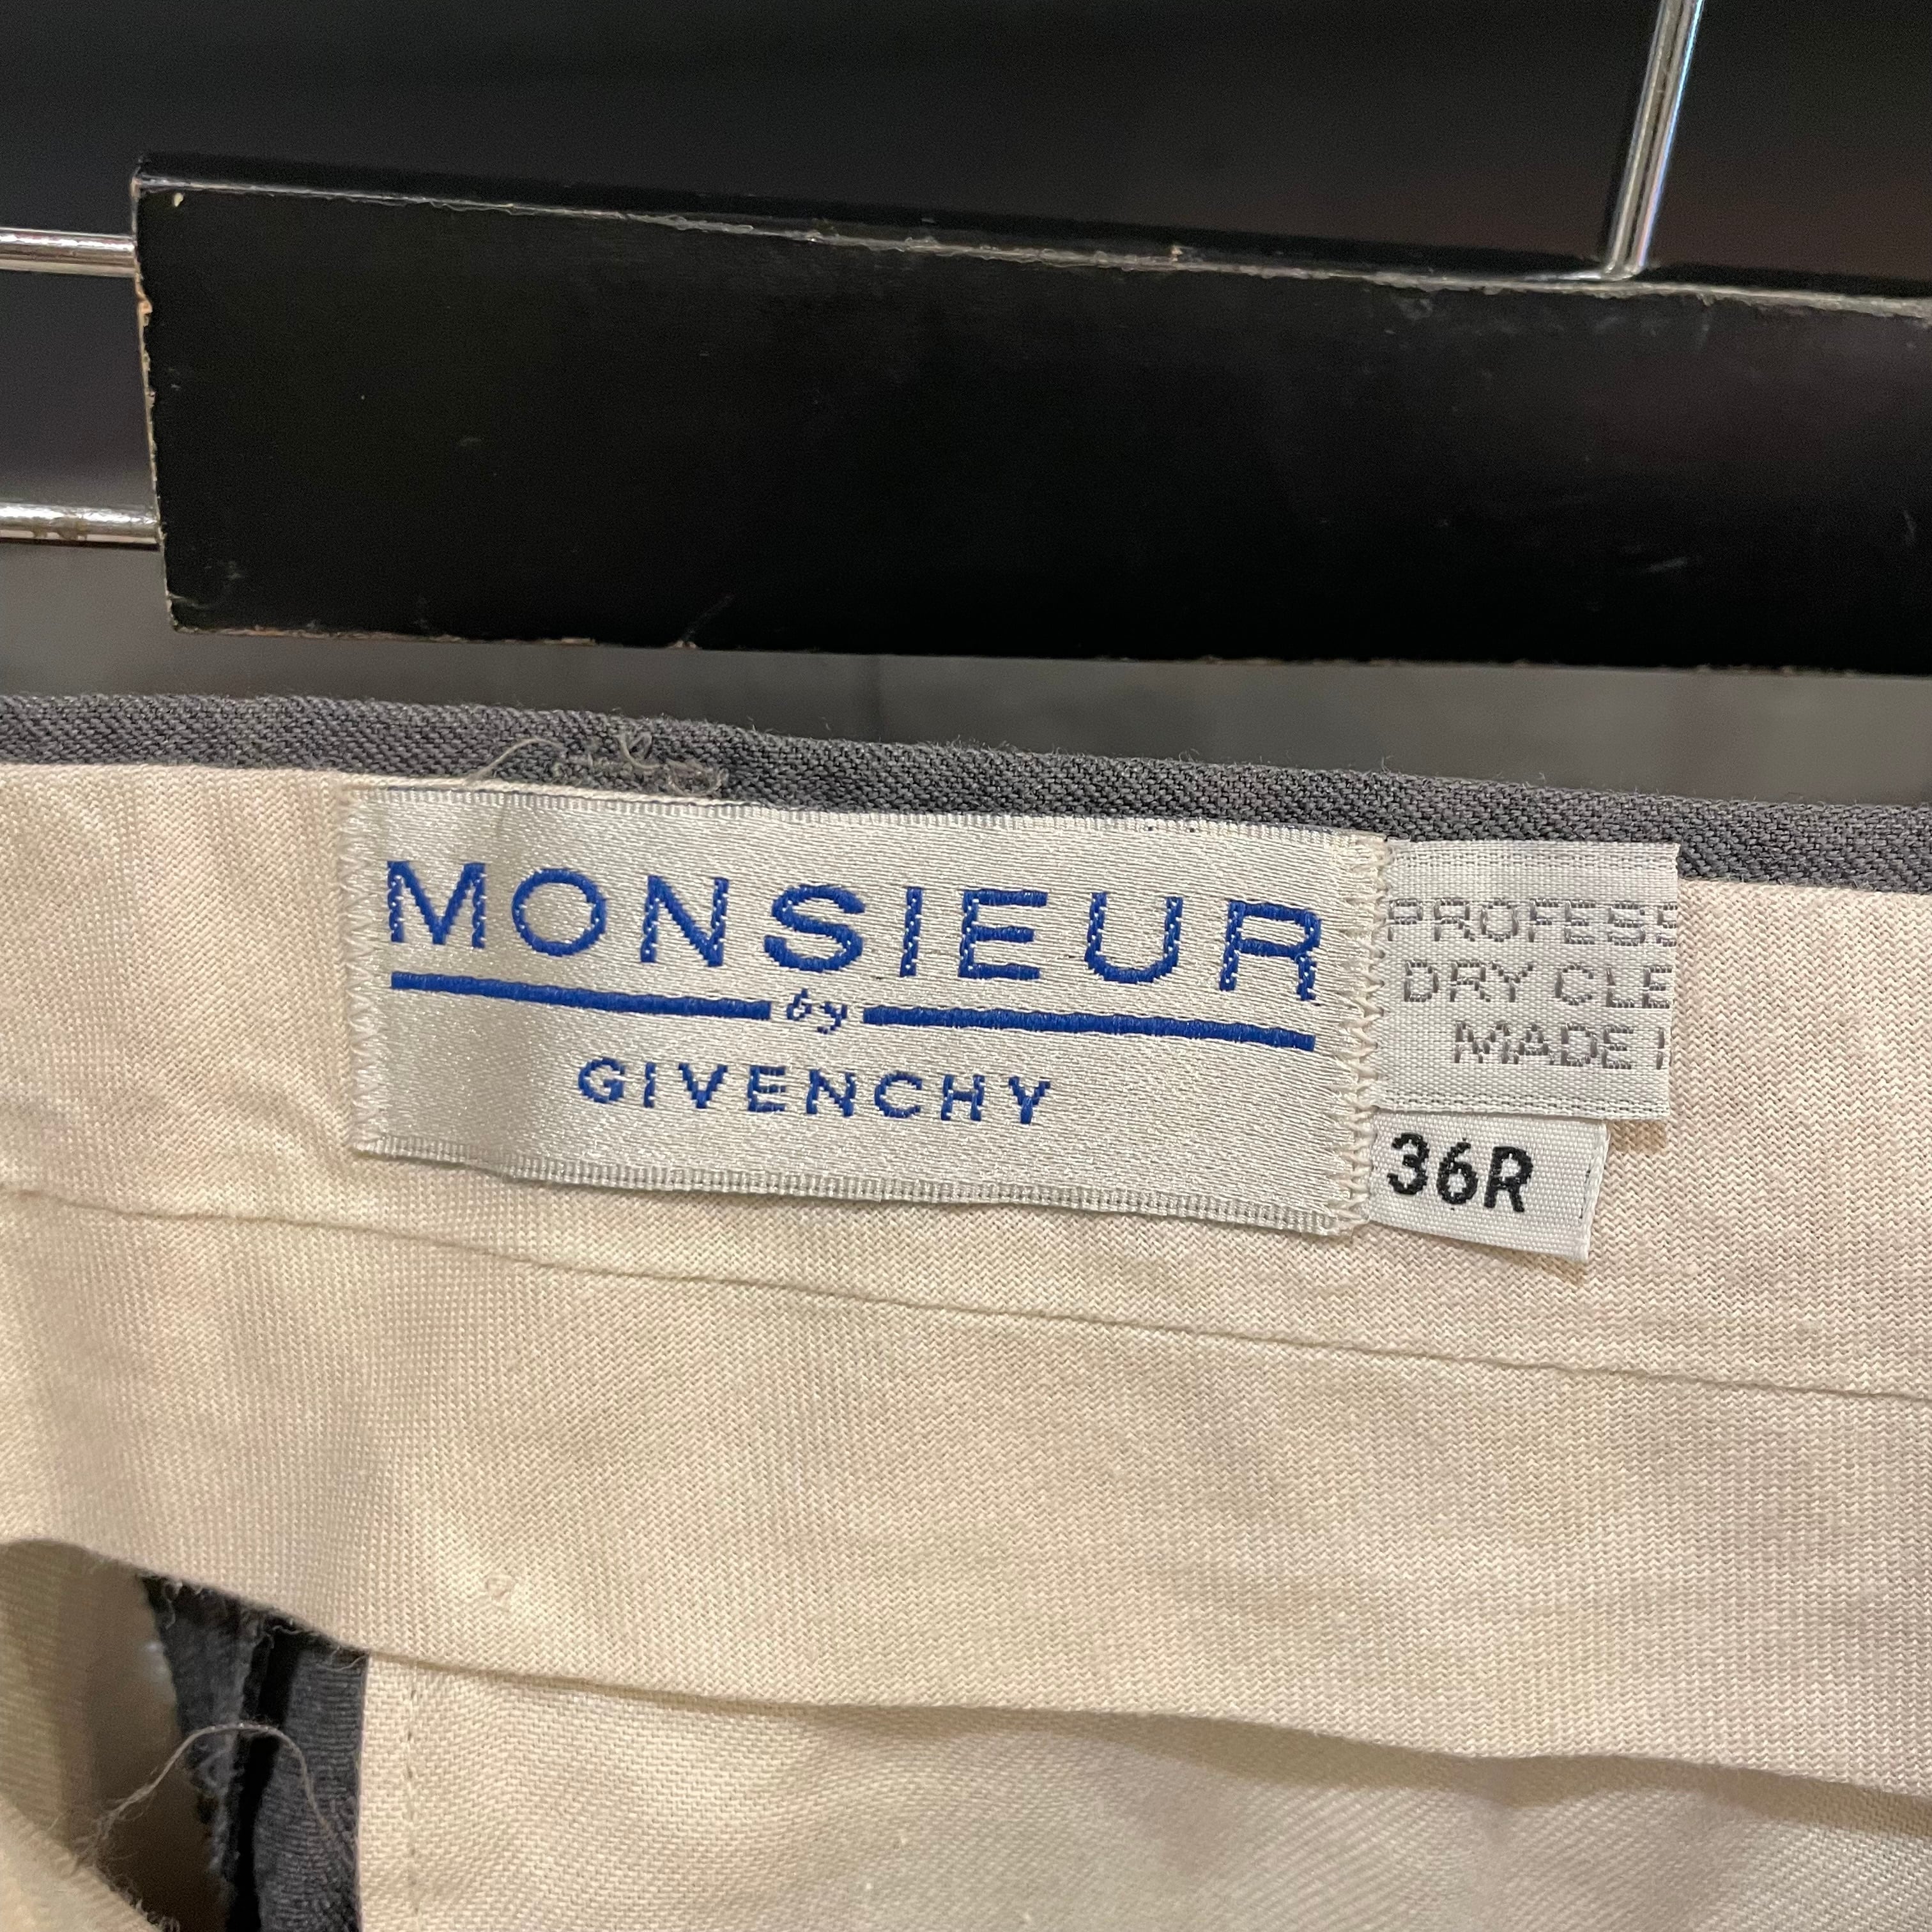 MONSIEUR
by
GIVENCHY
PROFESS
DRY CLE
MADE I
36R